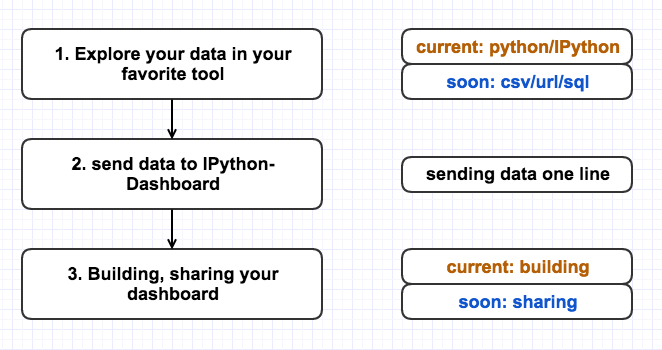 1. Explore your data in your
favorite tool
current: python/IPython
soon: csv/url/sql
2. send data to IPython-
Dashboard
sending data one line
3. Building, sharing your
dashboard
current: building
soon: sharing